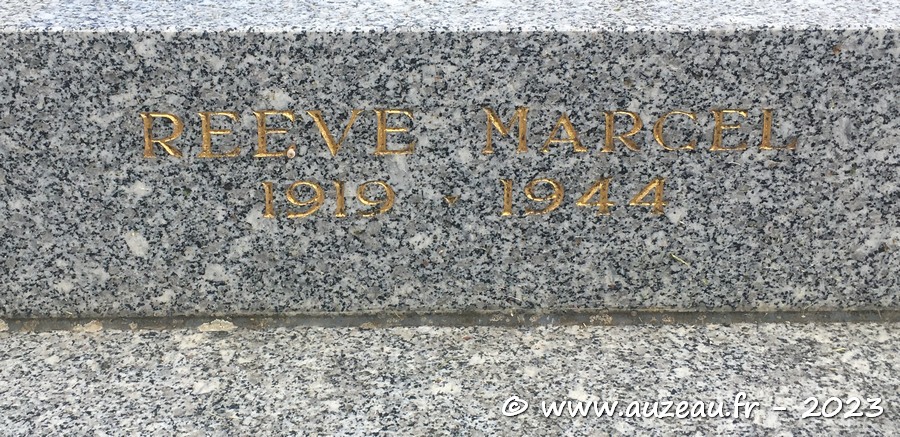 REEVE MARCEL
1919 - 1944
© www.auzeau.fr - 2023